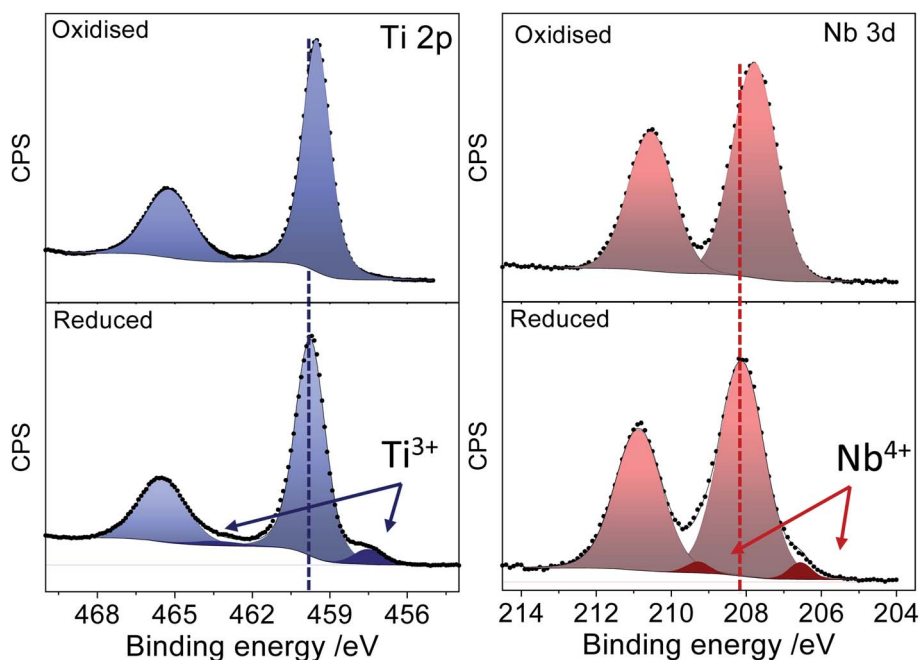 Oxidised
Ti 2p
CPS
Reduced
Ti³⁺
CPS
468 465 462 459 456
Binding energy /eV
Oxidised
Nb 3d
CPS
Reduced
Nb⁴⁺
CPS
214 212 210 208 206 204
Binding energy /eV